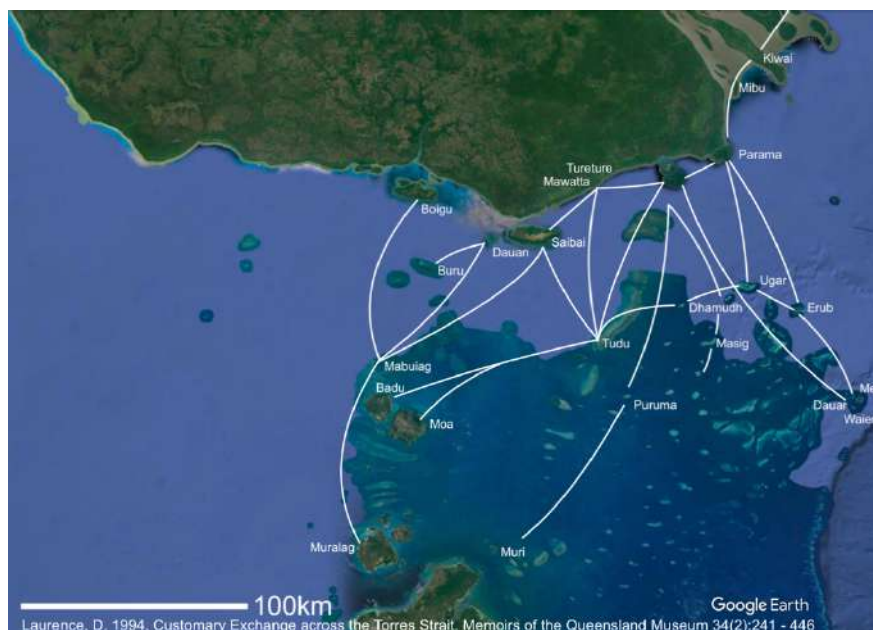 Kiwai
Mibu
Parama
Tureture
Mawatta
Boigu
Saibai
Dauan
Buru
Ugar
Dhamudh
Erub
Tudu
Masig
Mabuiag
Badu
Moa
Puruma
Dauar
Me
Waier
Muralag
Muri
100km
Google Earth
Laurence, D. 1994. Customary Exchange across the Torres Strait. Memoirs of the Queensland Museum 34(2):241 - 446